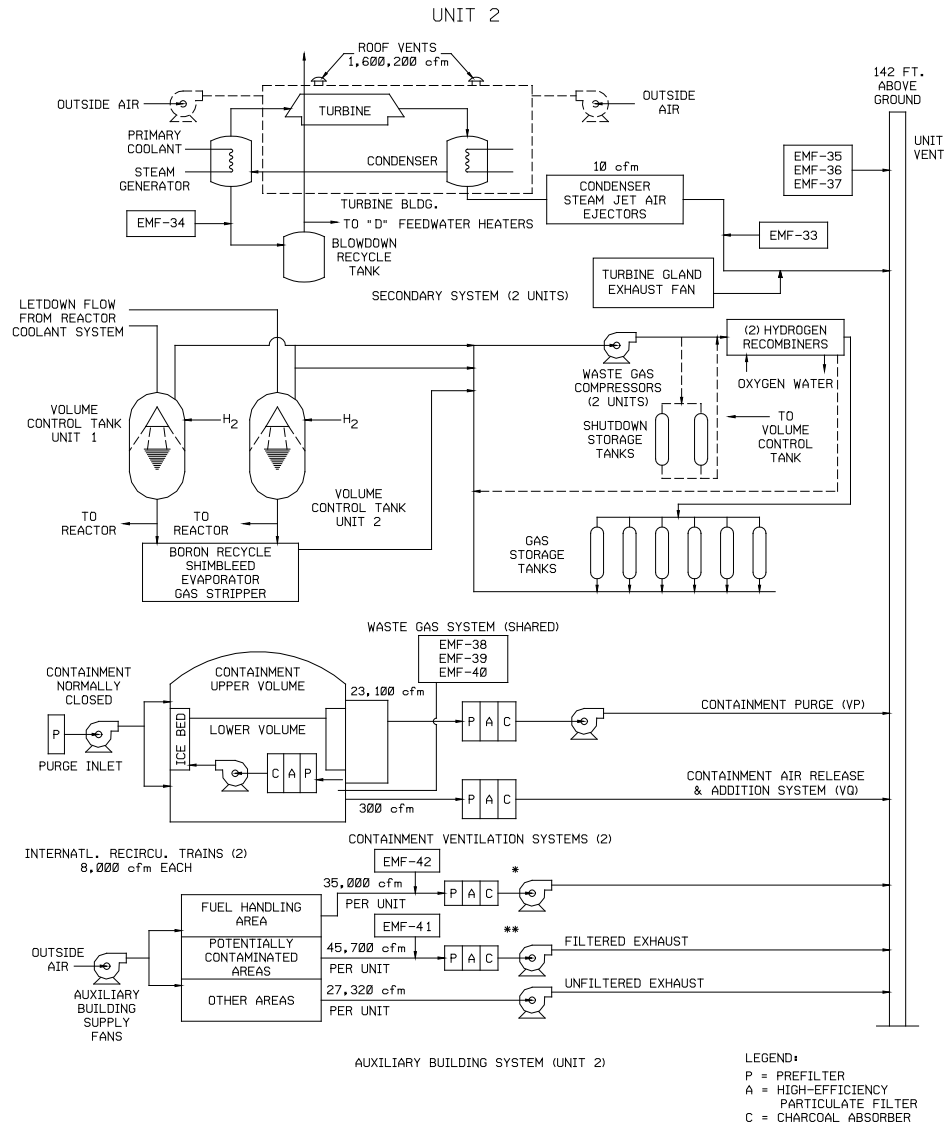 UNIT 2
ROOF VENTS
1,600,200 cfm
142 FT.
ABOVE
GROUND
OUTSIDE AIR
TURBINE
OUTSIDE
AIR
UNIT
VENT
PRIMARY
COOLANT
STEAM
GENERATOR
CONDENSER
EMF-35
EMF-36
EMF-37
10 cfm
CONDENSER
STEAM JET AIR
EJECTORS
TURBINE BLDG.
EMF-34
TO "D" FEEDWATER HEATERS
EMF-33
BLOWDOWN
RECYCLE
TANK
TURBINE GLAND
EXHAUST FAN
SECONDARY SYSTEM (2 UNITS)
LETDOWN FLOW
FROM REACTOR
COOLANT SYSTEM
(2) HYDROGEN
RECOMBINERS
WASTE GAS
COMPRESSORS
(2 UNITS)
OXYGEN WATER
VOLUME
CONTROL TANK
UNIT 1
H2
H2
SHUTDOWN
STORAGE
TANKS
TO
VOLUME
CONTROL
TANK
VOLUME
CONTROL TANK
UNIT 2
TO
REACTOR
TO
REACTOR
GAS
STORAGE
TANKS
BORON RECYCLE
SHIMBLEED
EVAPORATOR
GAS STRIPPER
WASTE GAS SYSTEM (SHARED)
EMF-38
EMF-39
EMF-40
CONTAINMENT
NORMALLY
CLOSED
CONTAINMENT
UPPER VOLUME
23,100 cfm
CONTAINMENT PURGE (VP)
P
ICE BED
LOWER VOLUME
P A C
PURGE INLET
C A P
CONTAINMENT AIR RELEASE
& ADDITION SYSTEM (VQ)
300 cfm
P A C
CONTAINMENT VENTILATION SYSTEMS (2)
INTERNATL. RECIRCU. TRAINS (2)
8,000 cfm EACH
EMF-42
*
35,000 cfm
PER UNIT
P A C
FUEL HANDLING
AREA
EMF-41
**
POTENTIALLY
CONTAMINATED
AREAS
45,700 cfm
PER UNIT
P A C
FILTERED EXHAUST
OUTSIDE
AIR
AUXILIARY
BUILDING
SUPPLY
FANS
OTHER AREAS
27,320 cfm
PER UNIT
UNFILTERED EXHAUST
AUXILIARY BUILDING SYSTEM (UNIT 2)
LEGEND:
P = PREFILTER
A = HIGH-EFFICIENCY
PARTICULATE FILTER
C = CHARCOAL ABSORBER